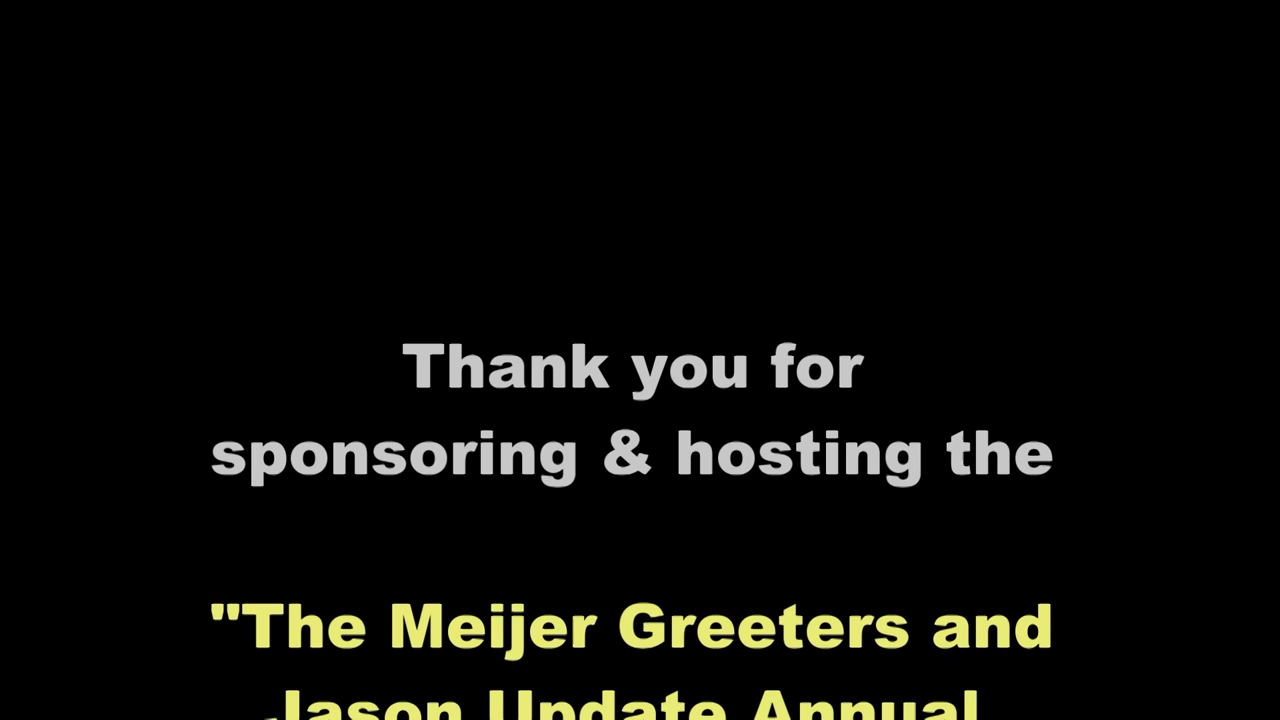 Thank you for
sponsoring & hosting the
"The Meijer Greeters and
Jason Update Annual